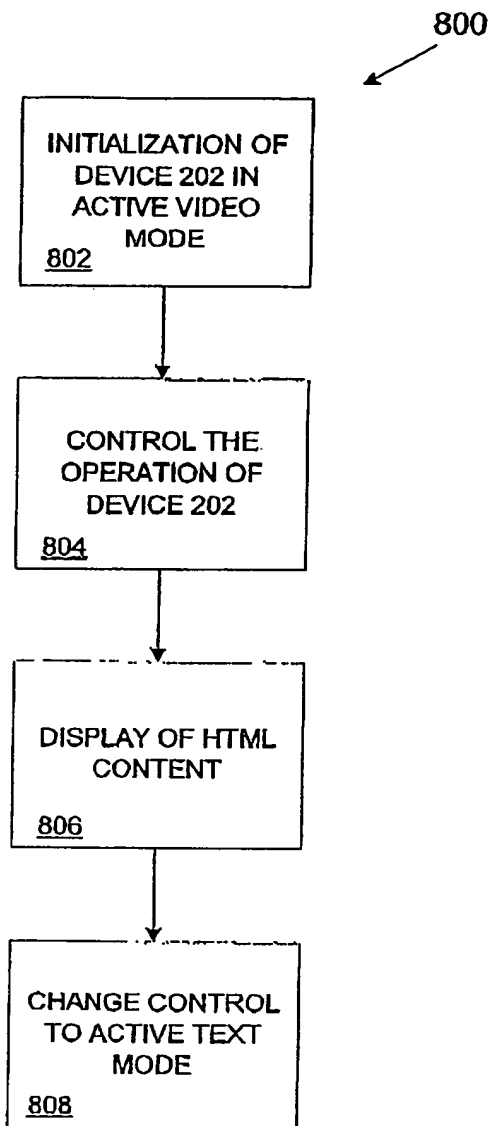 800
INITIALIZATION OF
DEVICE 202 IN
ACTIVE VIDEO
MODE
802
CONTROL THE
OPERATION OF
DEVICE 202
804
DISPLAY OF HTML
CONTENT
806
CHANGE CONTROL
TO ACTIVE TEXT
MODE
808